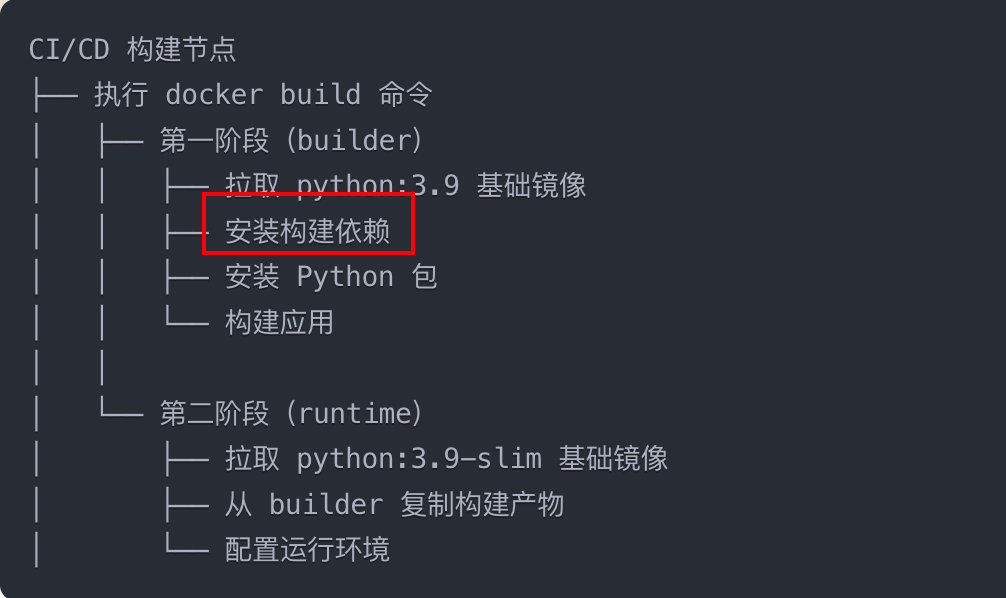 CI/CD 构建节点
├── 执行 docker build 命令
│   ├── 第一阶段（builder）
│   │   ├── 拉取 python:3.9 基础镜像
│   │   ├── 安装构建依赖
│   │   ├── 安装 Python 包
│   │   └── 构建应用
│   │
│   └── 第二阶段（runtime）
│       ├── 拉取 python:3.9-slim 基础镜像
│       ├── 从 builder 复制构建产物
│       └── 配置运行环境